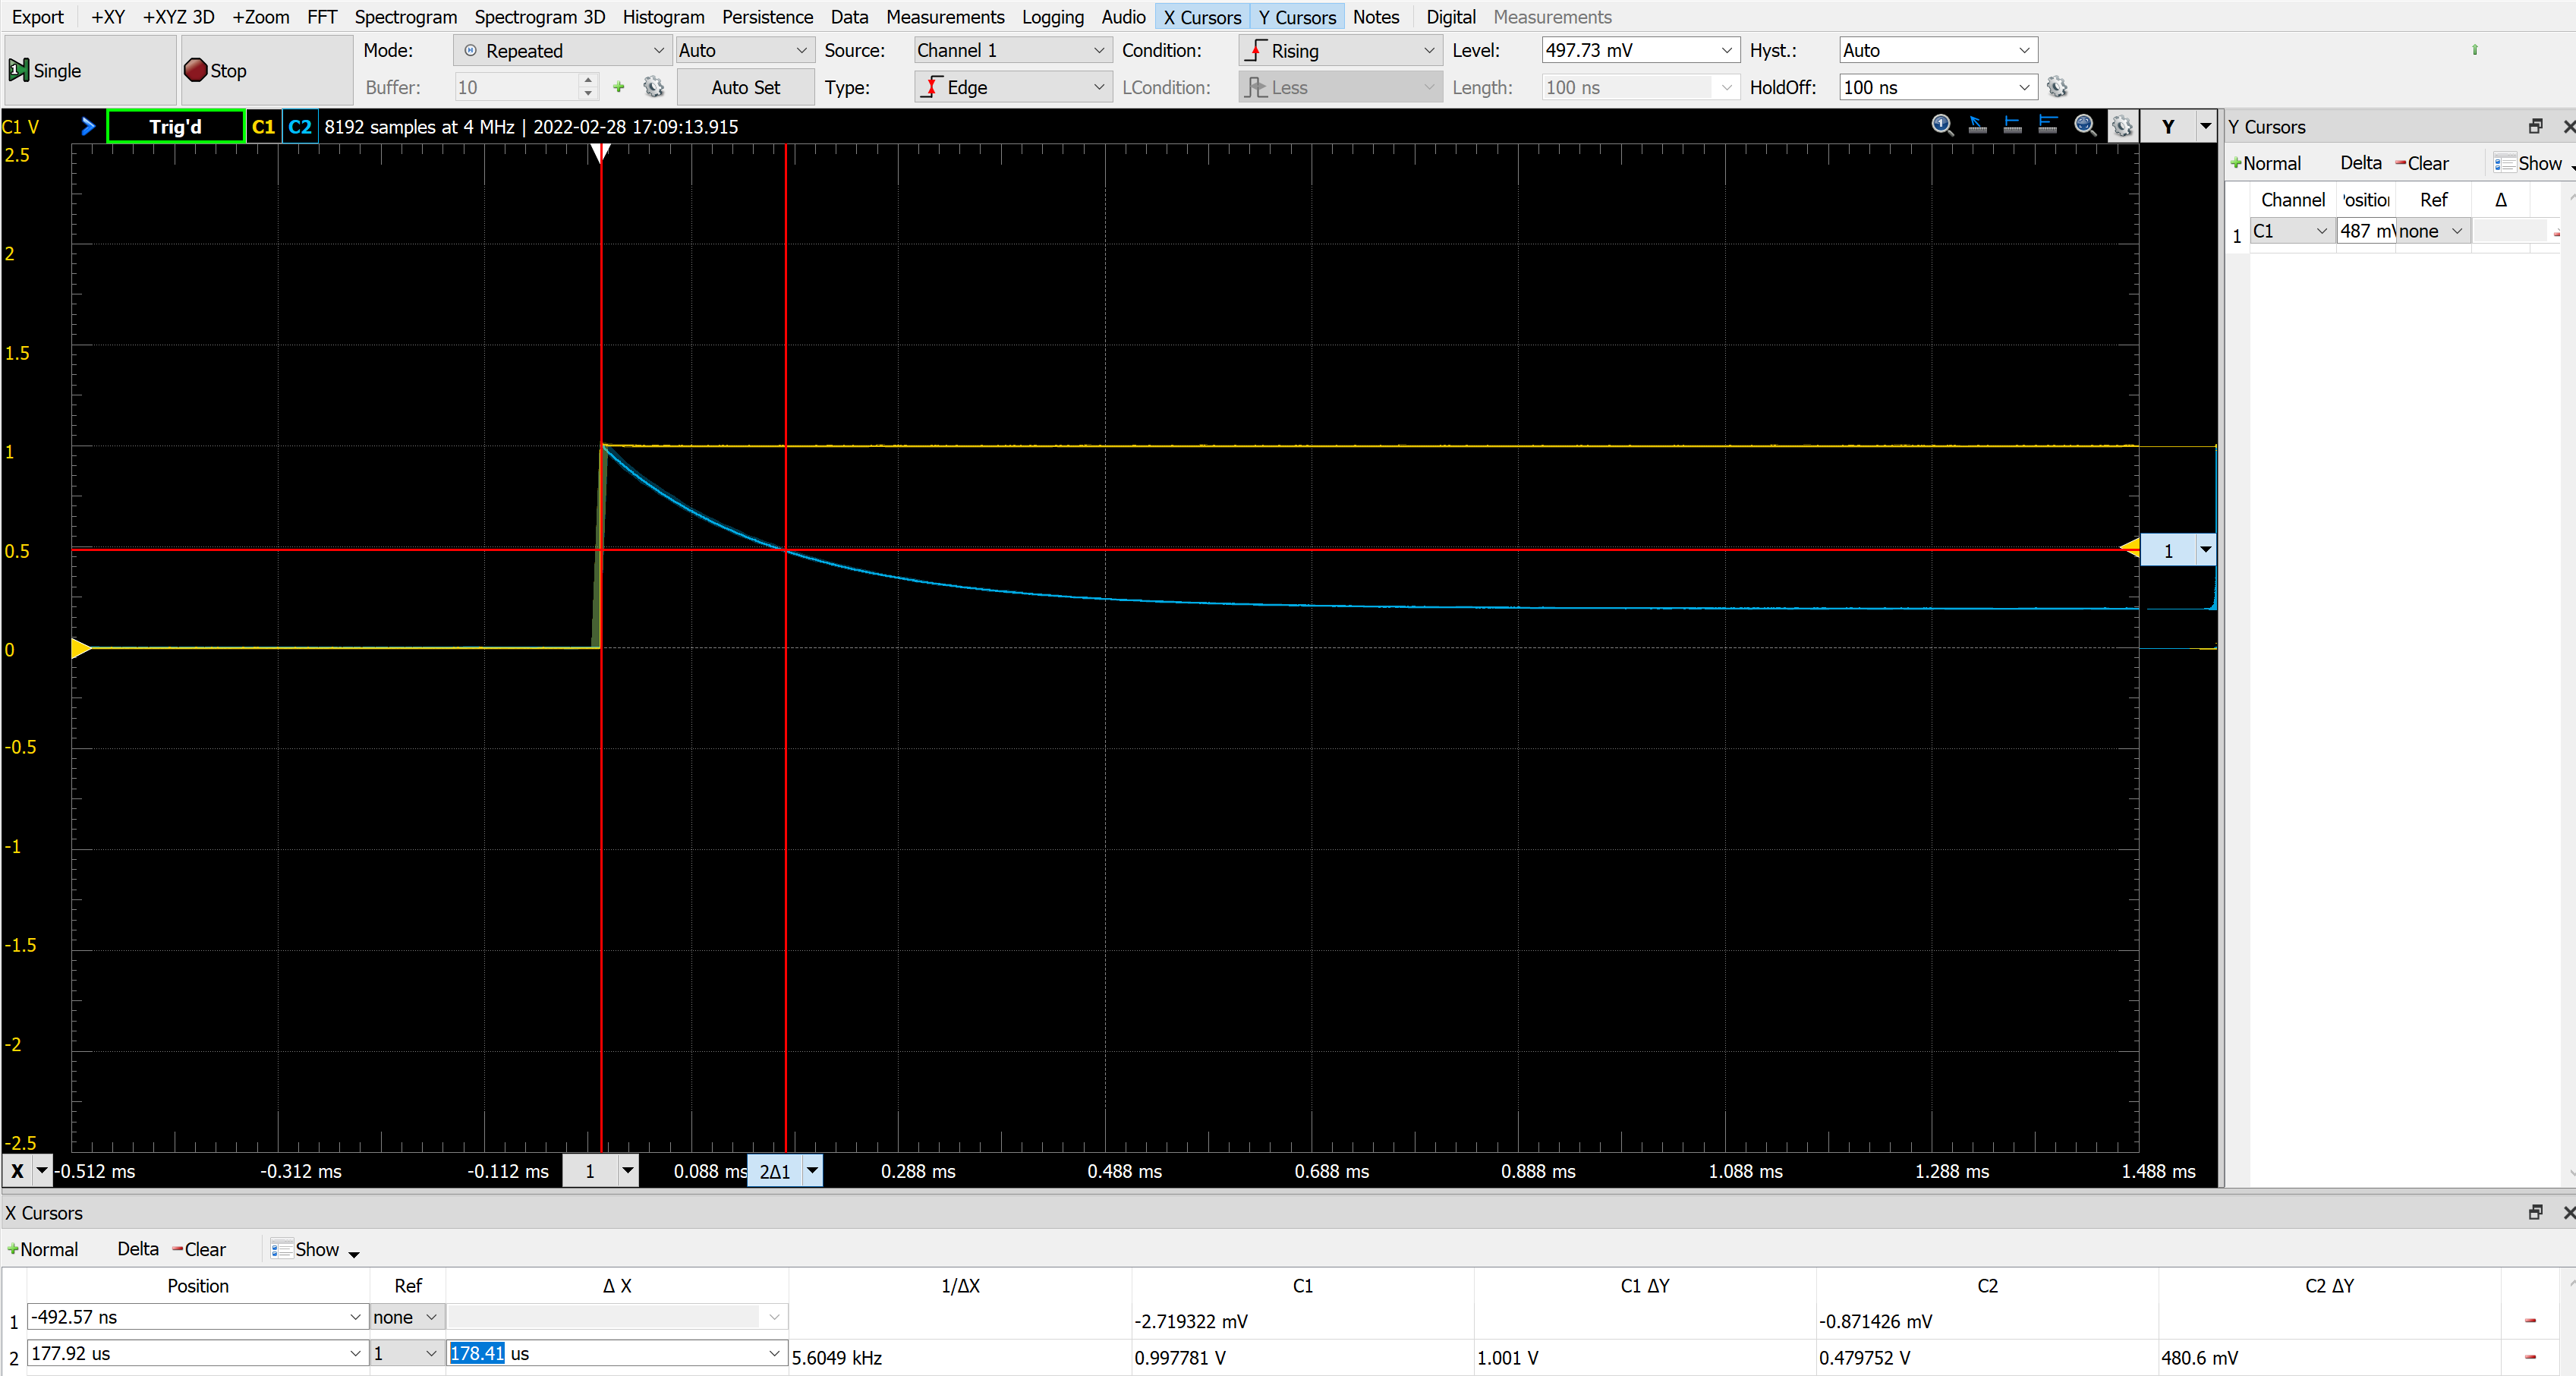 Export +XY +XYZ 3D +Zoom FFT Spectrogram Spectrogram 3D Histogram Persistence Data Measurements Logging Audio X Cursors Y Cursors Notes Digital Measurements
Single Stop Mode: Repeated Auto Source: Channel 1 Condition: Rising Level: 497.73 mV Hyst.: Auto
Buffer: 10 Auto Set Type: Edge LCondition: Less Length: 100 ns HoldOff: 100 ns
C1 V Trig'd C1 C2 8192 samples at 4 MHz | 2022-02-28 17:09:13.915 Y
Y Cursors
Normal Delta Clear Show
Channel Ref Δ
1 C1 487 none
2.5
2
1.5
1
0.5
1
0
-0.5
-1
-1.5
-2
-2.5
X -0.512 ms -0.312 ms -0.112 ms 1 0.088 ms 2Δ1 0.288 ms 0.488 ms 0.688 ms 0.888 ms 1.088 ms 1.288 ms 1.488 ms
X Cursors
Normal Delta Clear Show
Position Ref Δ X 1/ΔX C1 C1 ΔY C2 C2 ΔY
1 -492.57 ns none -2.719322 mV -0.871426 mV
2 177.92 us 1 178.41 us 5.6049 kHz 0.997781 V 1.001 V 0.479752 V 480.6 mV